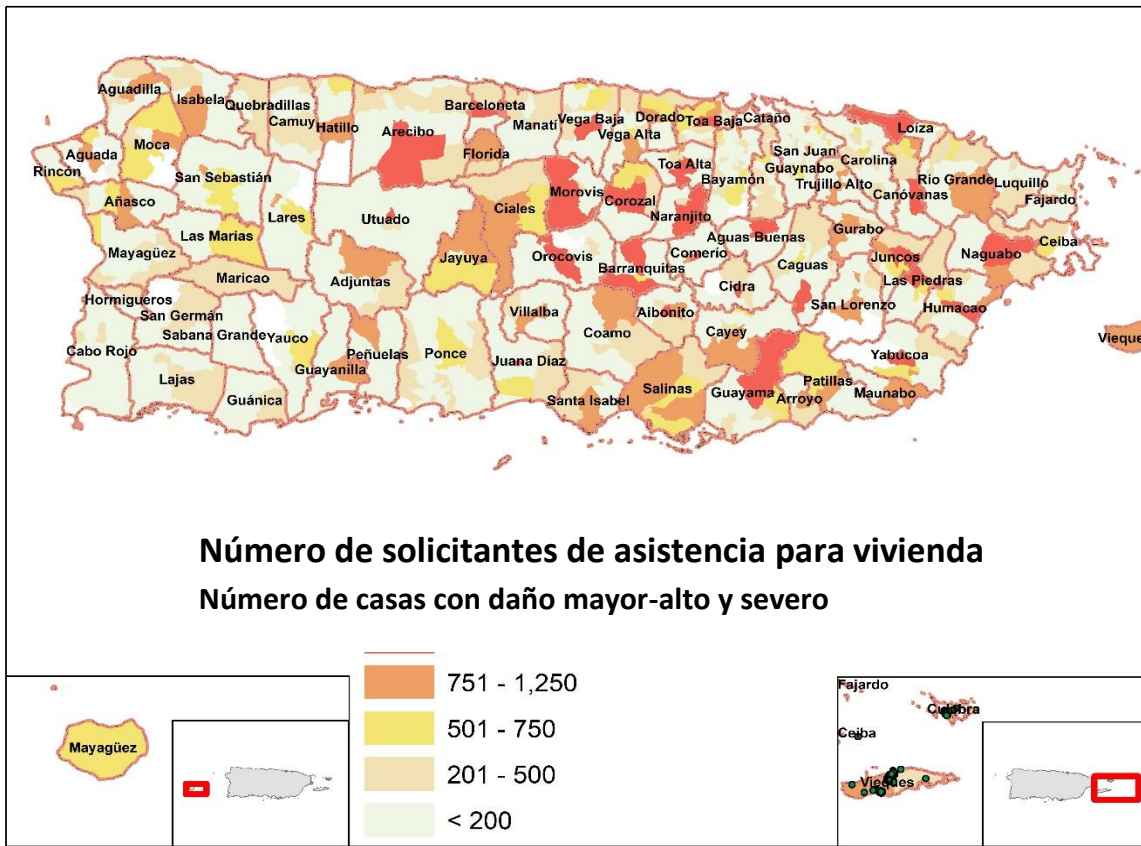 Aguadilla
Isabela
Quebradillas
Camuy
Hatillo
Arecibo
Barceloneta
Manatí
Vega Baja
Vega Alta
Dorado
Toa Baja
Cataño
San Juan
Guaynabo
Carolina
Loíza
Rincón
Aguada
Moca
San Sebastián
Florida
Toa Alta
Bayamón
Trujillo Alto
Canóvanas
Río Grande
Luquillo
Fajardo
Añasco
Lares
Utuado
Ciales
Morovis
Corozal
Naranjito
Mayagüez
Las Marías
Jayuya
Orocovis
Barranquitas
Comerío
Aguas Buenas
Gurabo
Caguas
Juncos
Naguabo
Ceiba
Maricao
Adjuntas
Cidra
Las Piedras
San Lorenzo
Humacao
Hormigueros
San Germán
Sabana Grande
Yauco
Villalba
Coamo
Aibonito
Cayey
Vieque
Cabo Rojo
Lajas
Guánica
Guayanilla
Peñuelas
Ponce
Juana Díaz
Santa Isabel
Salinas
Guayama
Arroyo
Patillas
Yabucoa
Maunabo
Número de solicitantes de asistencia para vivienda
Número de casas con daño mayor-alto y severo
751 - 1,250
501 - 750
201 - 500
< 200
Mayagüez
Fajardo
Culebra
Ceiba
Vieques